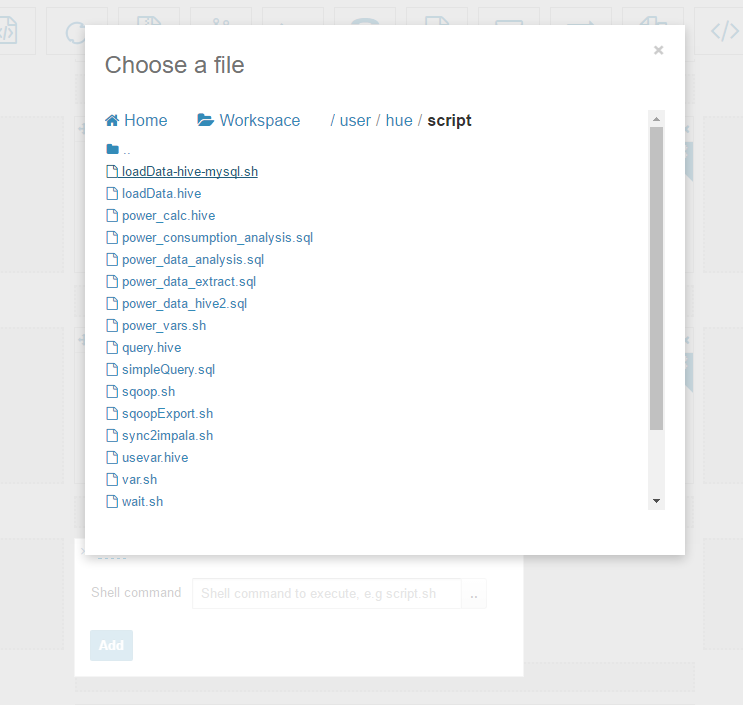 Choose a file ×
Home Workspace / user / hue / script
..
loadData-hive-mysql.sh
loadData.hive
power_calc.hive
power_consumption_analysis.sql
power_data_analysis.sql
power_data_extract.sql
power_data_hive2.sql
power_vars.sh
query.hive
simpleQuery.sql
sqoop.sh
sqoopExport.sh
sync2impala.sh
usevar.hive
var.sh
wait.sh
Shell command Shell command to execute, e.g script.sh ..
Add